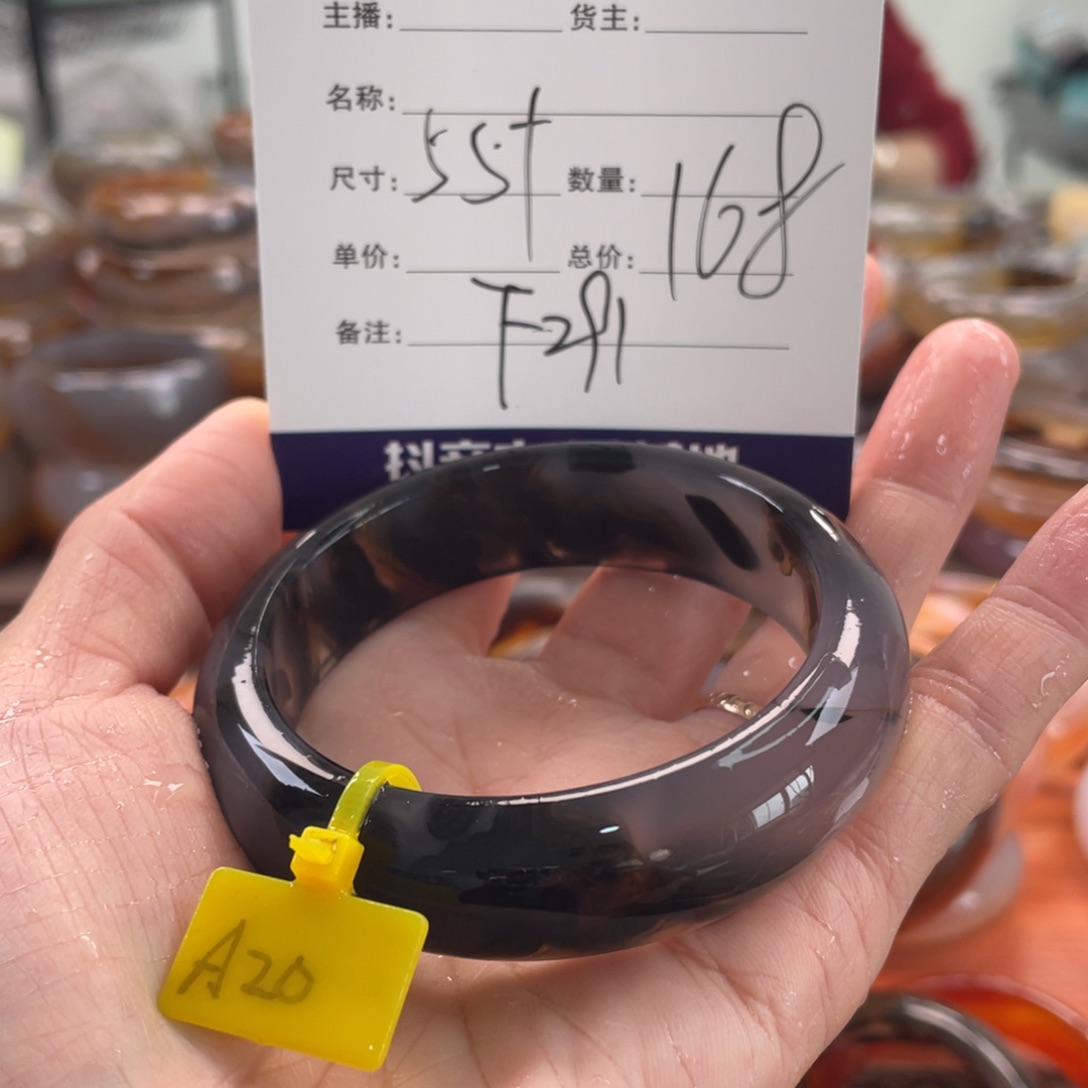 主播: 货主:
名称:
尺寸: 55+ 数量:
单价: 总价: 168
备注: F291
A20